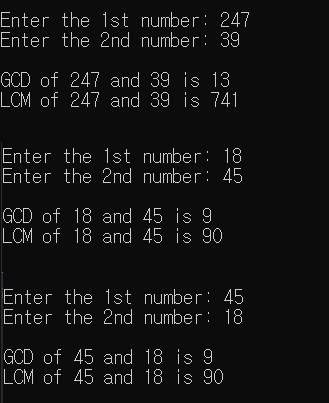 Enter the 1st number: 247
Enter the 2nd number: 39
GCD of 247 and 39 is 13
LCM of 247 and 39 is 741
Enter the 1st number: 18
Enter the 2nd number: 45
GCD of 18 and 45 is 9
LCM of 18 and 45 is 90
Enter the 1st number: 45
Enter the 2nd number: 18
GCD of 45 and 18 is 9
LCM of 45 and 18 is 90